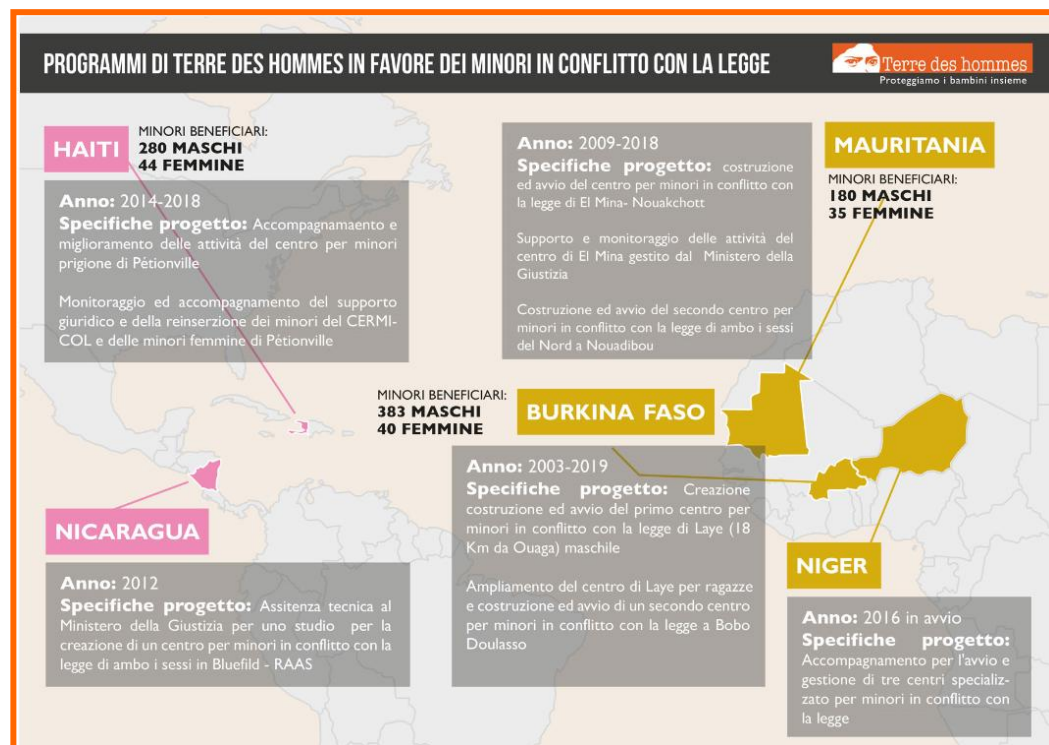 PROGRAMMI DI TERRE DES HOMMES IN FAVORE DEI MINORI IN CONFLITTO CON LA LEGGE
Terre des hommes
Proteggiamo i bambini insieme
HAITI
MINORI BENEFICIARI:
280 MASCHI
44 FEMMINE
Anno: 2014-2018
Specifiche progetto: Accompagnamaento e
miglioramento delle attività del centro per minori
prigione di Pétionville
Monitoraggio ed accompagnamento del supporto
giuridico e della reinserzione dei minori del CERMI-
COL e delle minori femmine di Pétionville
Anno: 2009-2018
Specifiche progetto: costruzione
ed avvio del centro per minori in conflitto con
la legge di El Mina- Nouakchott
Supporto e monitoraggio delle attività del
centro di El Mina gestito dal Ministero della
Giustizia
Costruzione ed avvio del secondo centro per
minori in conflitto con la legge di ambo i sessi
del Nord a Nouadibou
MAURITANIA
MINORI BENEFICIARI:
180 MASCHI
35 FEMMINE
MINORI BENEFICIARI:
383 MASCHI
40 FEMMINE
BURKINA FASO
Anno: 2003-2019
Specifiche progetto: Creazione
costruzione ed avvio del primo centro per
minori in conflitto con la legge di Laye (18
Km da Ouaga) maschile
Ampliamento del centro di Laye per ragazze
e costruzione ed avvio di un secondo centro
per minori in conflitto con la legge a Bobo
Doulasso
NICARAGUA
Anno: 2012
Specifiche progetto: Assitenza tecnica al
Ministero della Giustizia per uno studio per la
creazione di un centro per minori in conflitto con la
legge di ambo i sessi in Bluefild - RAAS
NIGER
Anno: 2016 in avvio
Specifiche progetto:
Accompagnamento per l'avvio e
gestione di tre centri specializ-
zato per minori in conflitto con
la legge